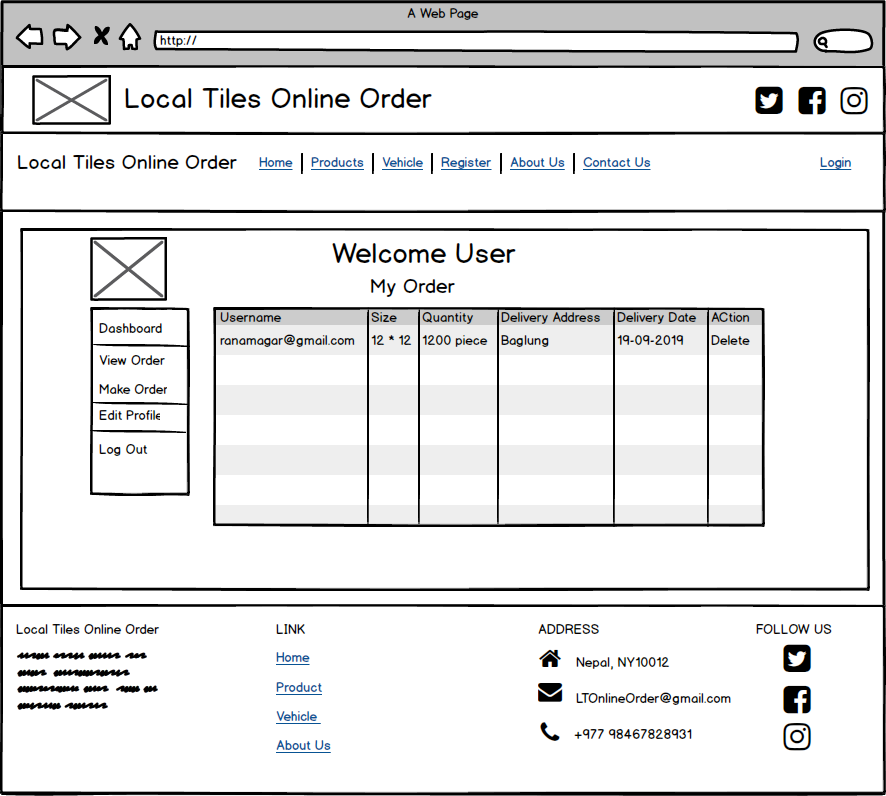 A Web Page
http://
Local Tiles Online Order
Local Tiles Online Order Home Products Vehicle Register About Us Contact Us Login
Welcome User
My Order
Dashboard
View Order
Make Order
Edit Profile
Log Out
Username Size Quantity Delivery Address Delivery Date ACtion
ranamagar@gmail.com 12 * 12 1200 piece Baglung 19-09-2019 Delete
Local Tiles Online Order
LINK
Home
Product
Vehicle
About Us
ADDRESS
Nepal, NY10012
LTOnlineOrder@gmail.com
+977 98467828931
FOLLOW US